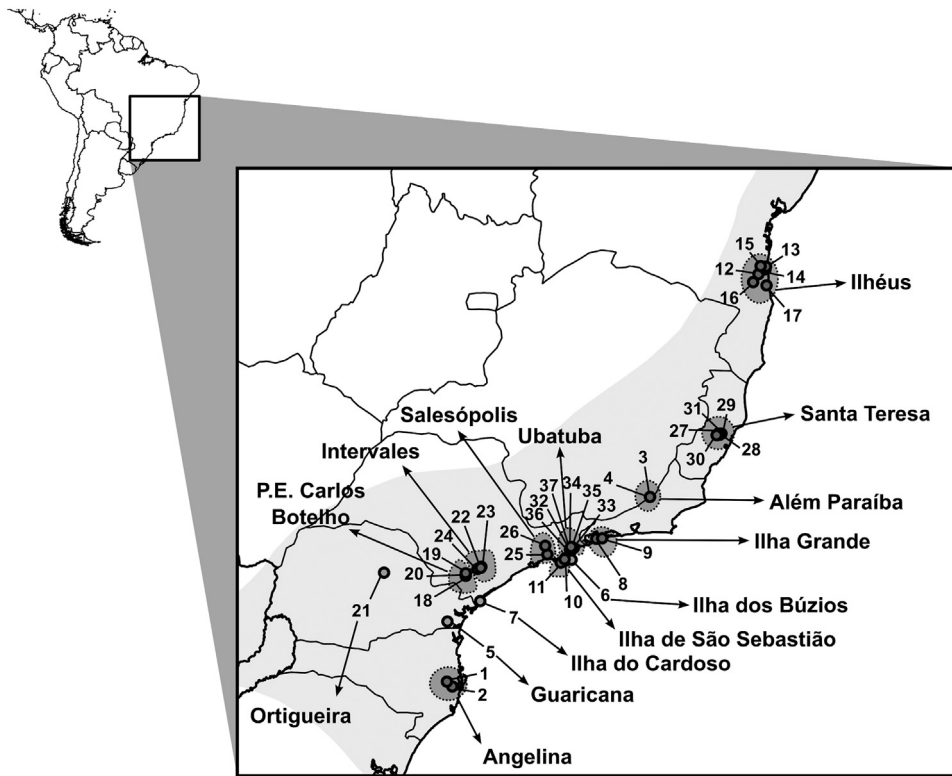 15
13
12
14
Ilhéus
16
17
31
29
Santa Teresa
27
28
30
Salesópolis
Ubatuba
Intervales
3
4
Além Paraíba
37
34
32
35
36
33
P.E. Carlos
Botelho
23
22
24
26
Ilha Grande
9
19
25
8
20
18
11
10
6
Ilha dos Búzios
21
7
Ilha de São Sebastião
Ilha do Cardoso
5
1
Guaricana
2
Ortigueira
Angelina